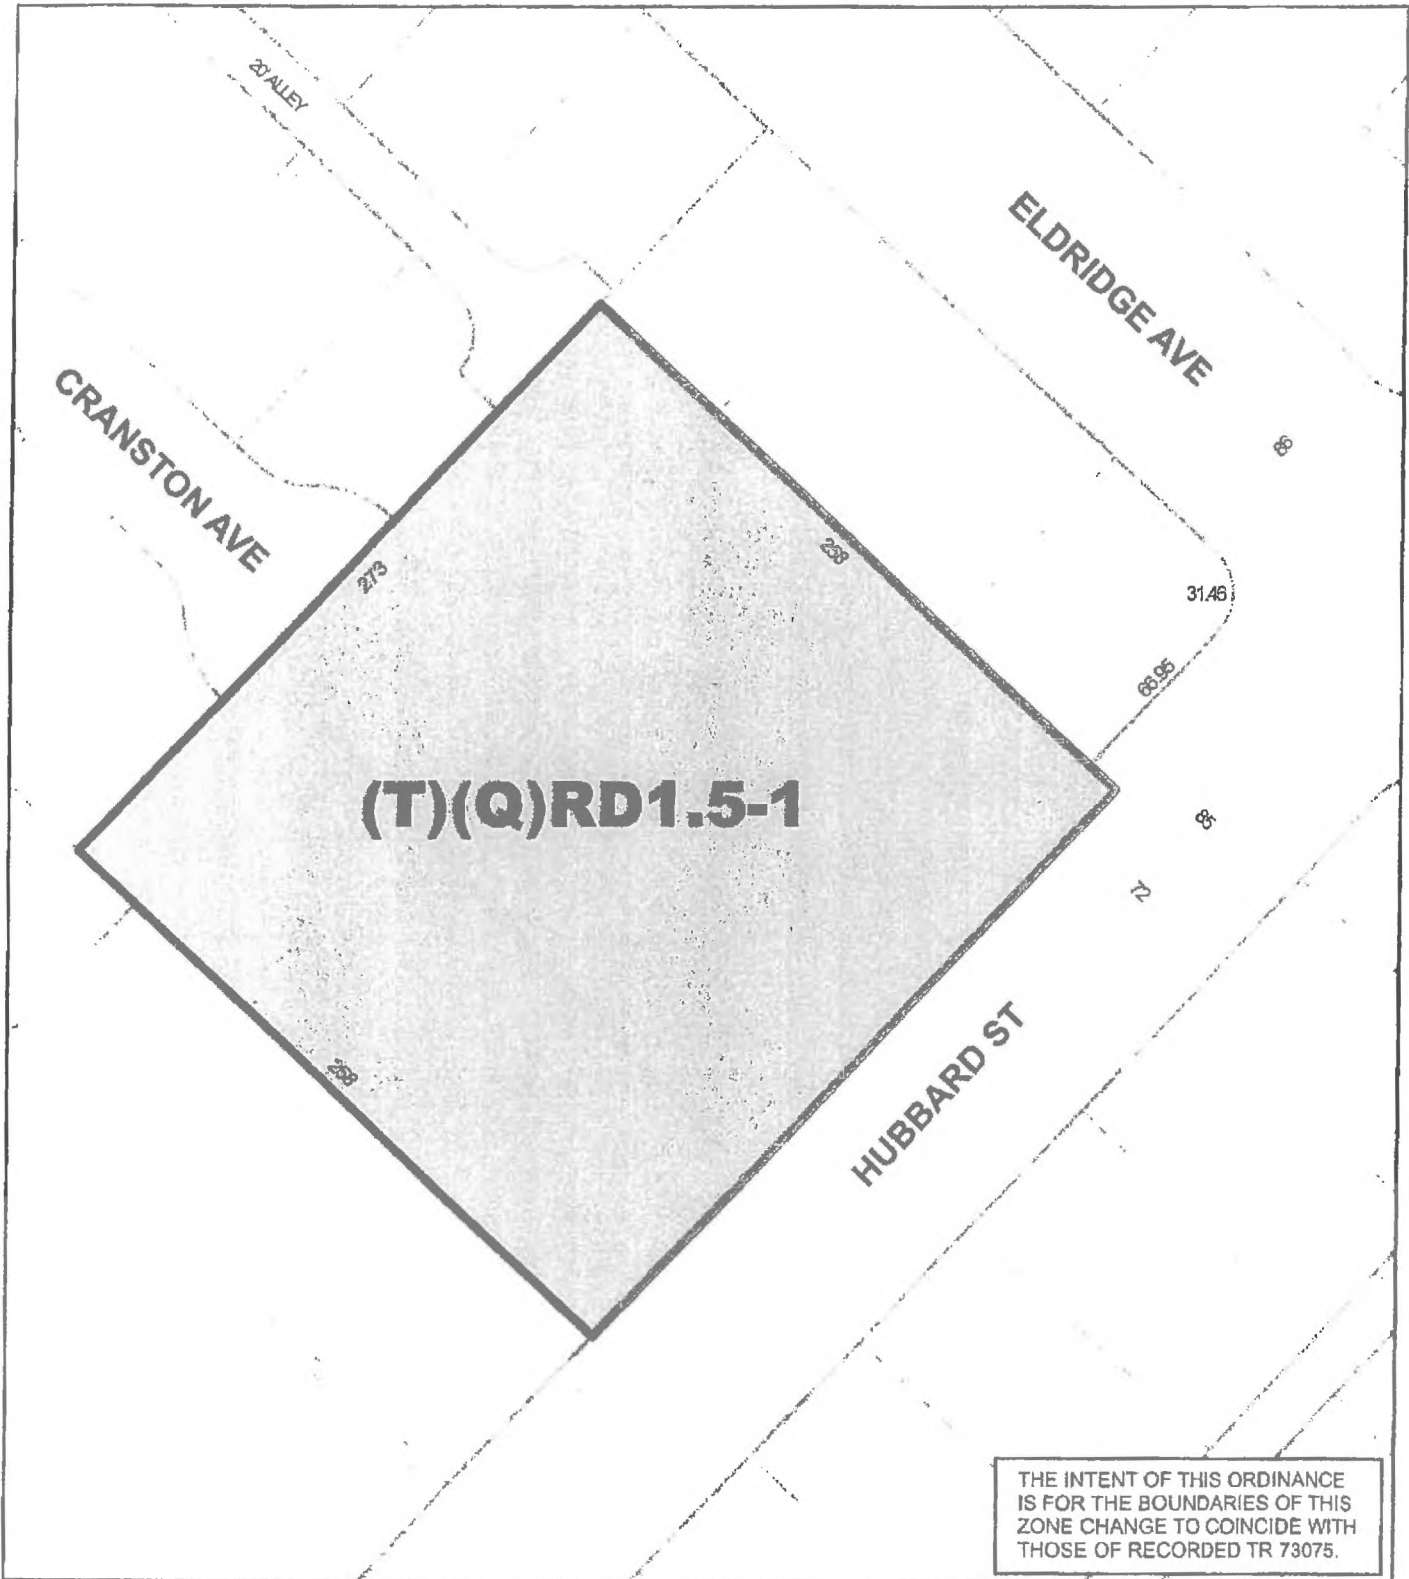 20' ALLEY
ELDRIDGE AVE
CRANSTON AVE
86
273
258
31.46
66.95
(T)(Q)RD1.5-1
85
72
258
HUBBARD ST
THE INTENT OF THIS ORDINANCE
IS FOR THE BOUNDARIES OF THIS
ZONE CHANGE TO COINCIDE WITH
THOSE OF RECORDED TR 73075.